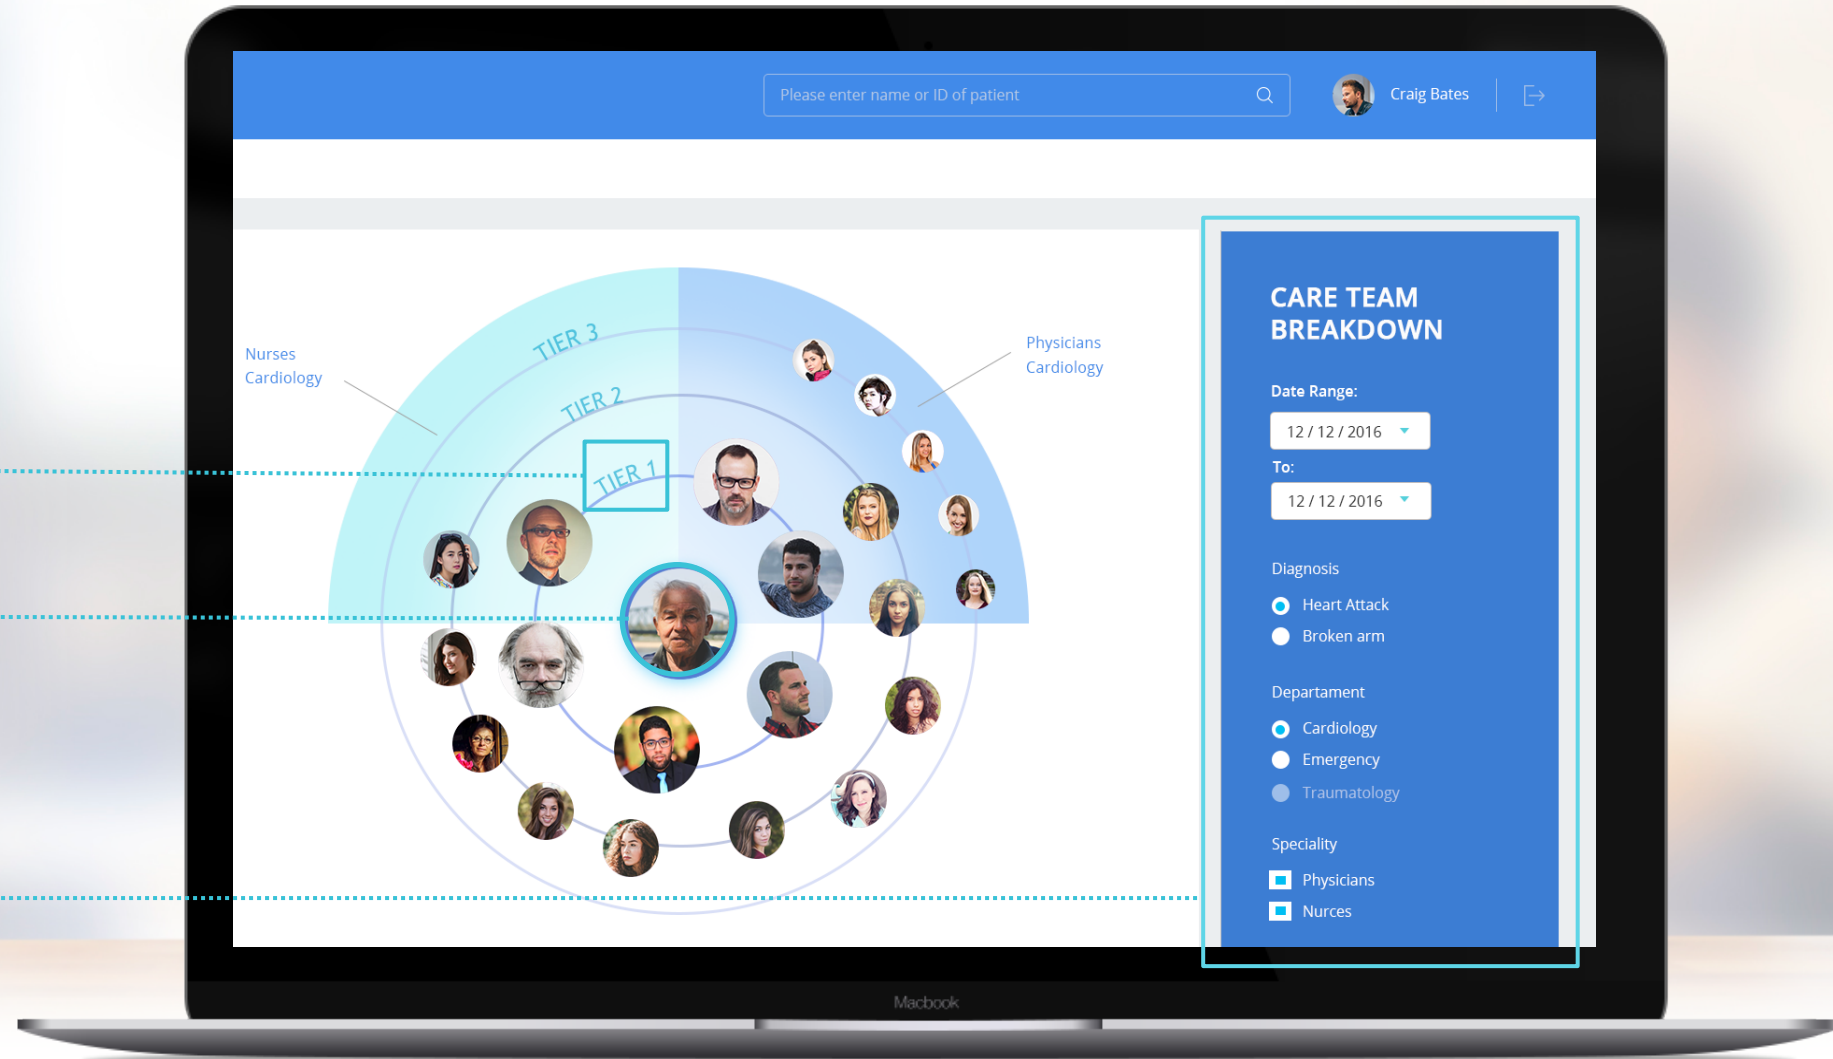 Please enter name or ID of patient
Craig Bates
Nurses
Cardiology
TIER 3
TIER 2
TIER 1
Physicians
Cardiology
CARE TEAM
BREAKDOWN
Date Range:
12 / 12 / 2016
To:
12 / 12 / 2016
Diagnosis
Heart Attack
Broken arm
Departament
Cardiology
Emergency
Traumatology
Speciality
Physicians
Nurces
Macbook